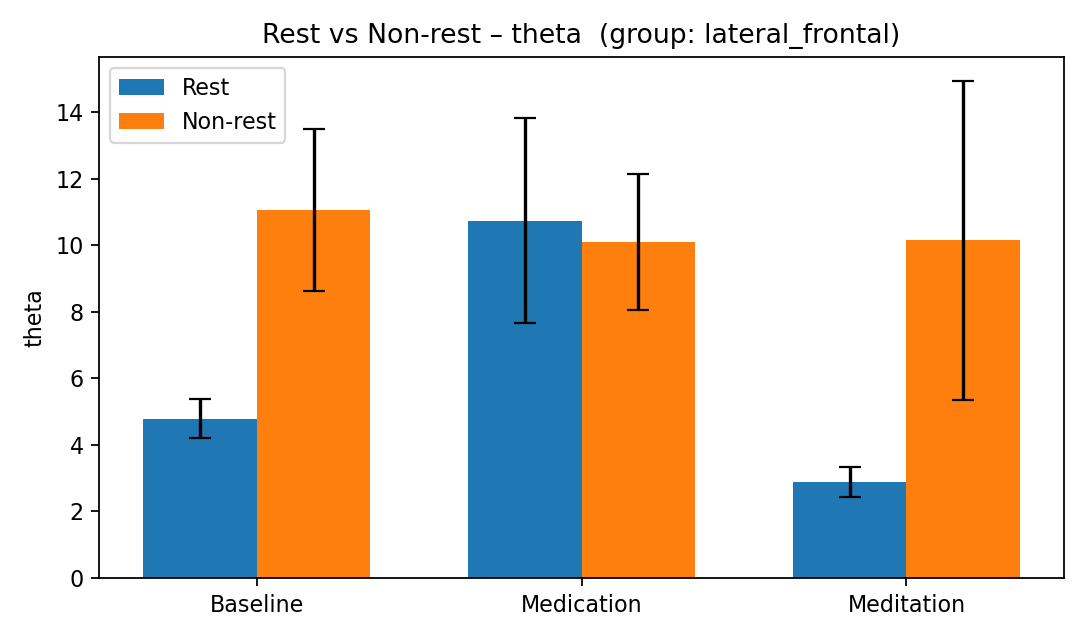 Rest vs Non-rest – theta  (group: lateral_frontal)
Rest
Non-rest
14
12
10
8
6
4
2
0
theta
Baseline
Medication
Meditation